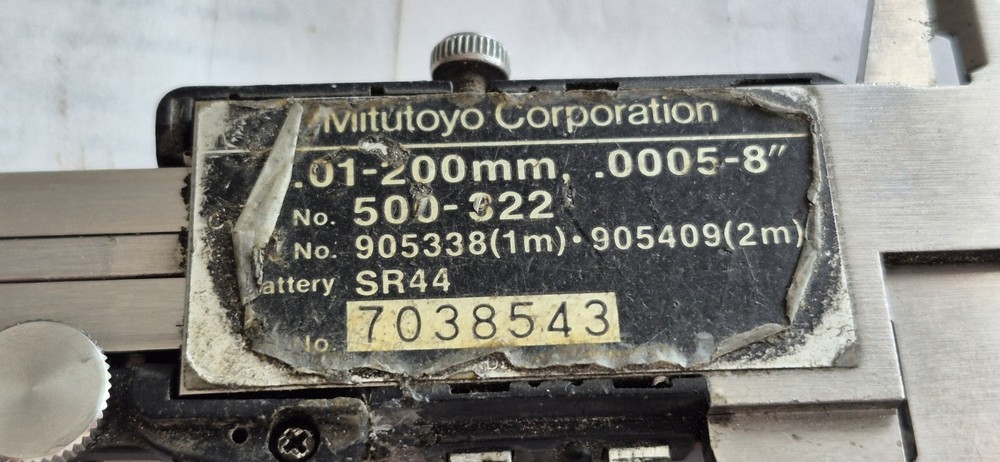 Mitutoyo Corporation
.01-200mm, .0005-8″
No. 500-322
No. 905338(1m)•905409(2m)
attery SR44
7038543